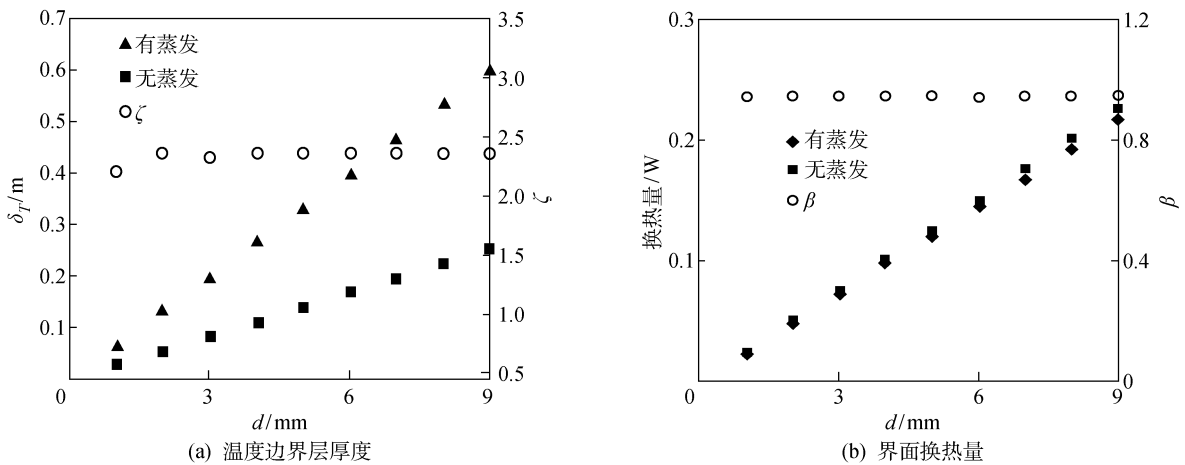 0.7
0.6
0.5
0.4
0.3
0.2
0.1
0
δT/m
有蒸发
无蒸发
ζ
3.5
3.0
2.5
2.0
1.5
1.0
0.5
ζ
3
6
9
d/mm
(a) 温度边界层厚度
0.3
0.2
0.1
0
换热量/W
有蒸发
无蒸发
β
1.2
0.8
0.4
0
β
3
6
9
d/mm
(b) 界面换热量